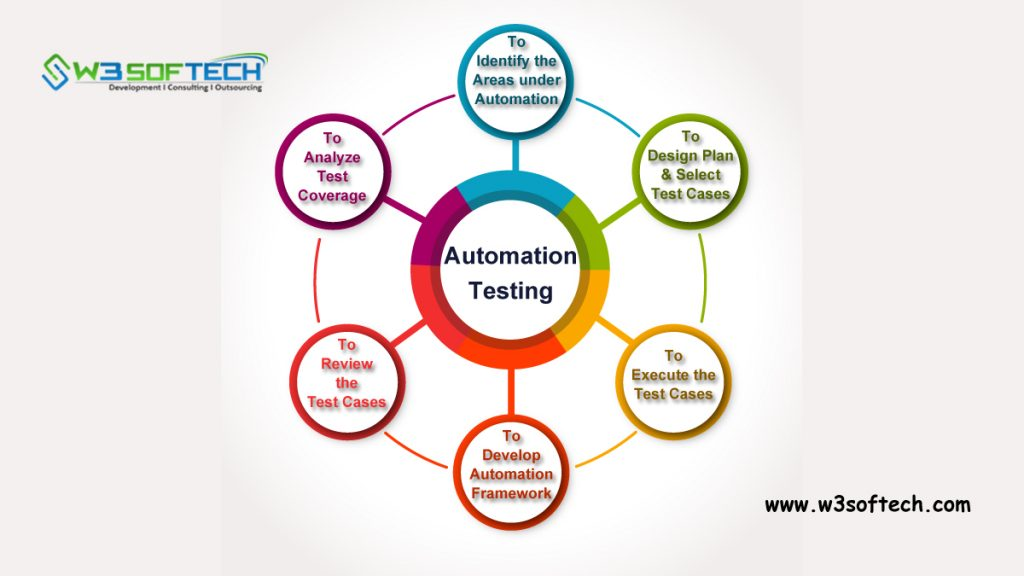 W3SOFTECH
Development | Consulting | Outsourcing
To
Identify the
Areas under
Automation
To
Design Plan
& Select
Test Cases
To
Execute the
Test Cases
To
Develop
Automation
Framework
To
Review
the
Test Cases
To
Analyze
Test
Coverage
Automation
Testing
www.w3softech.com